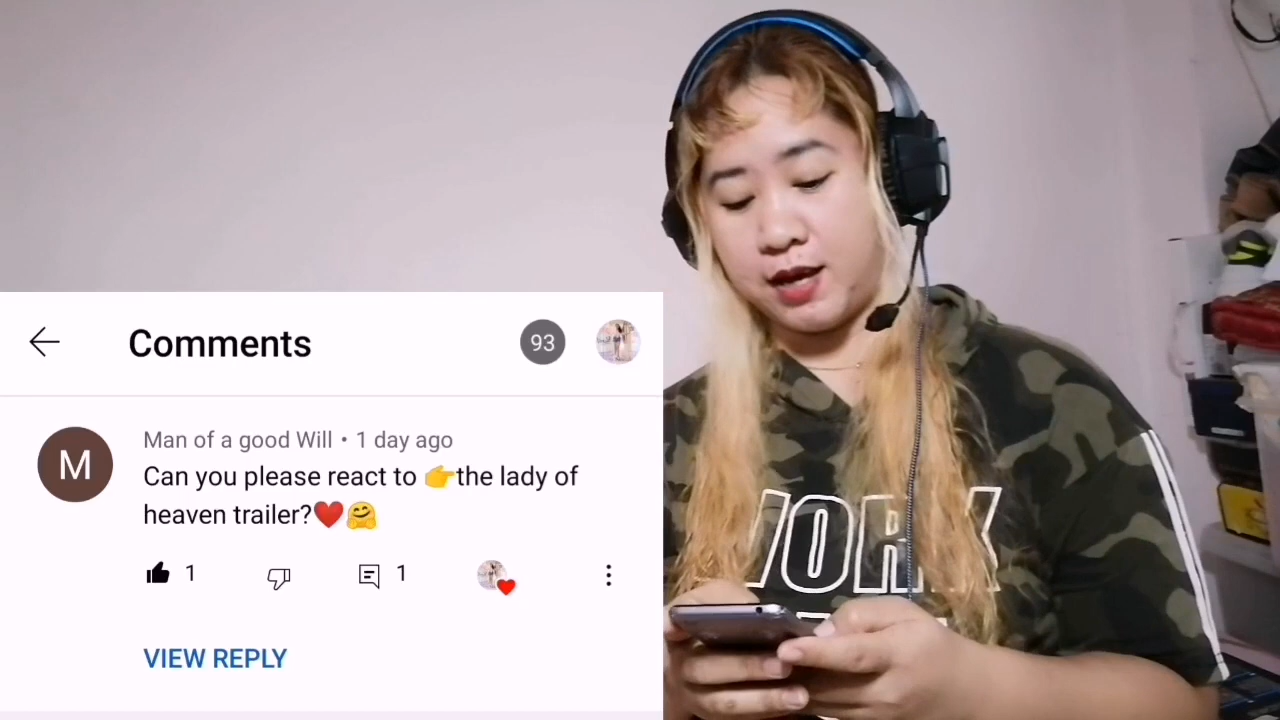 Comments
93
M
Man of a good Will • 1 day ago
Can you please react to 👉the lady of
heaven trailer?❤️🤗
1
1
VIEW REPLY
WORK